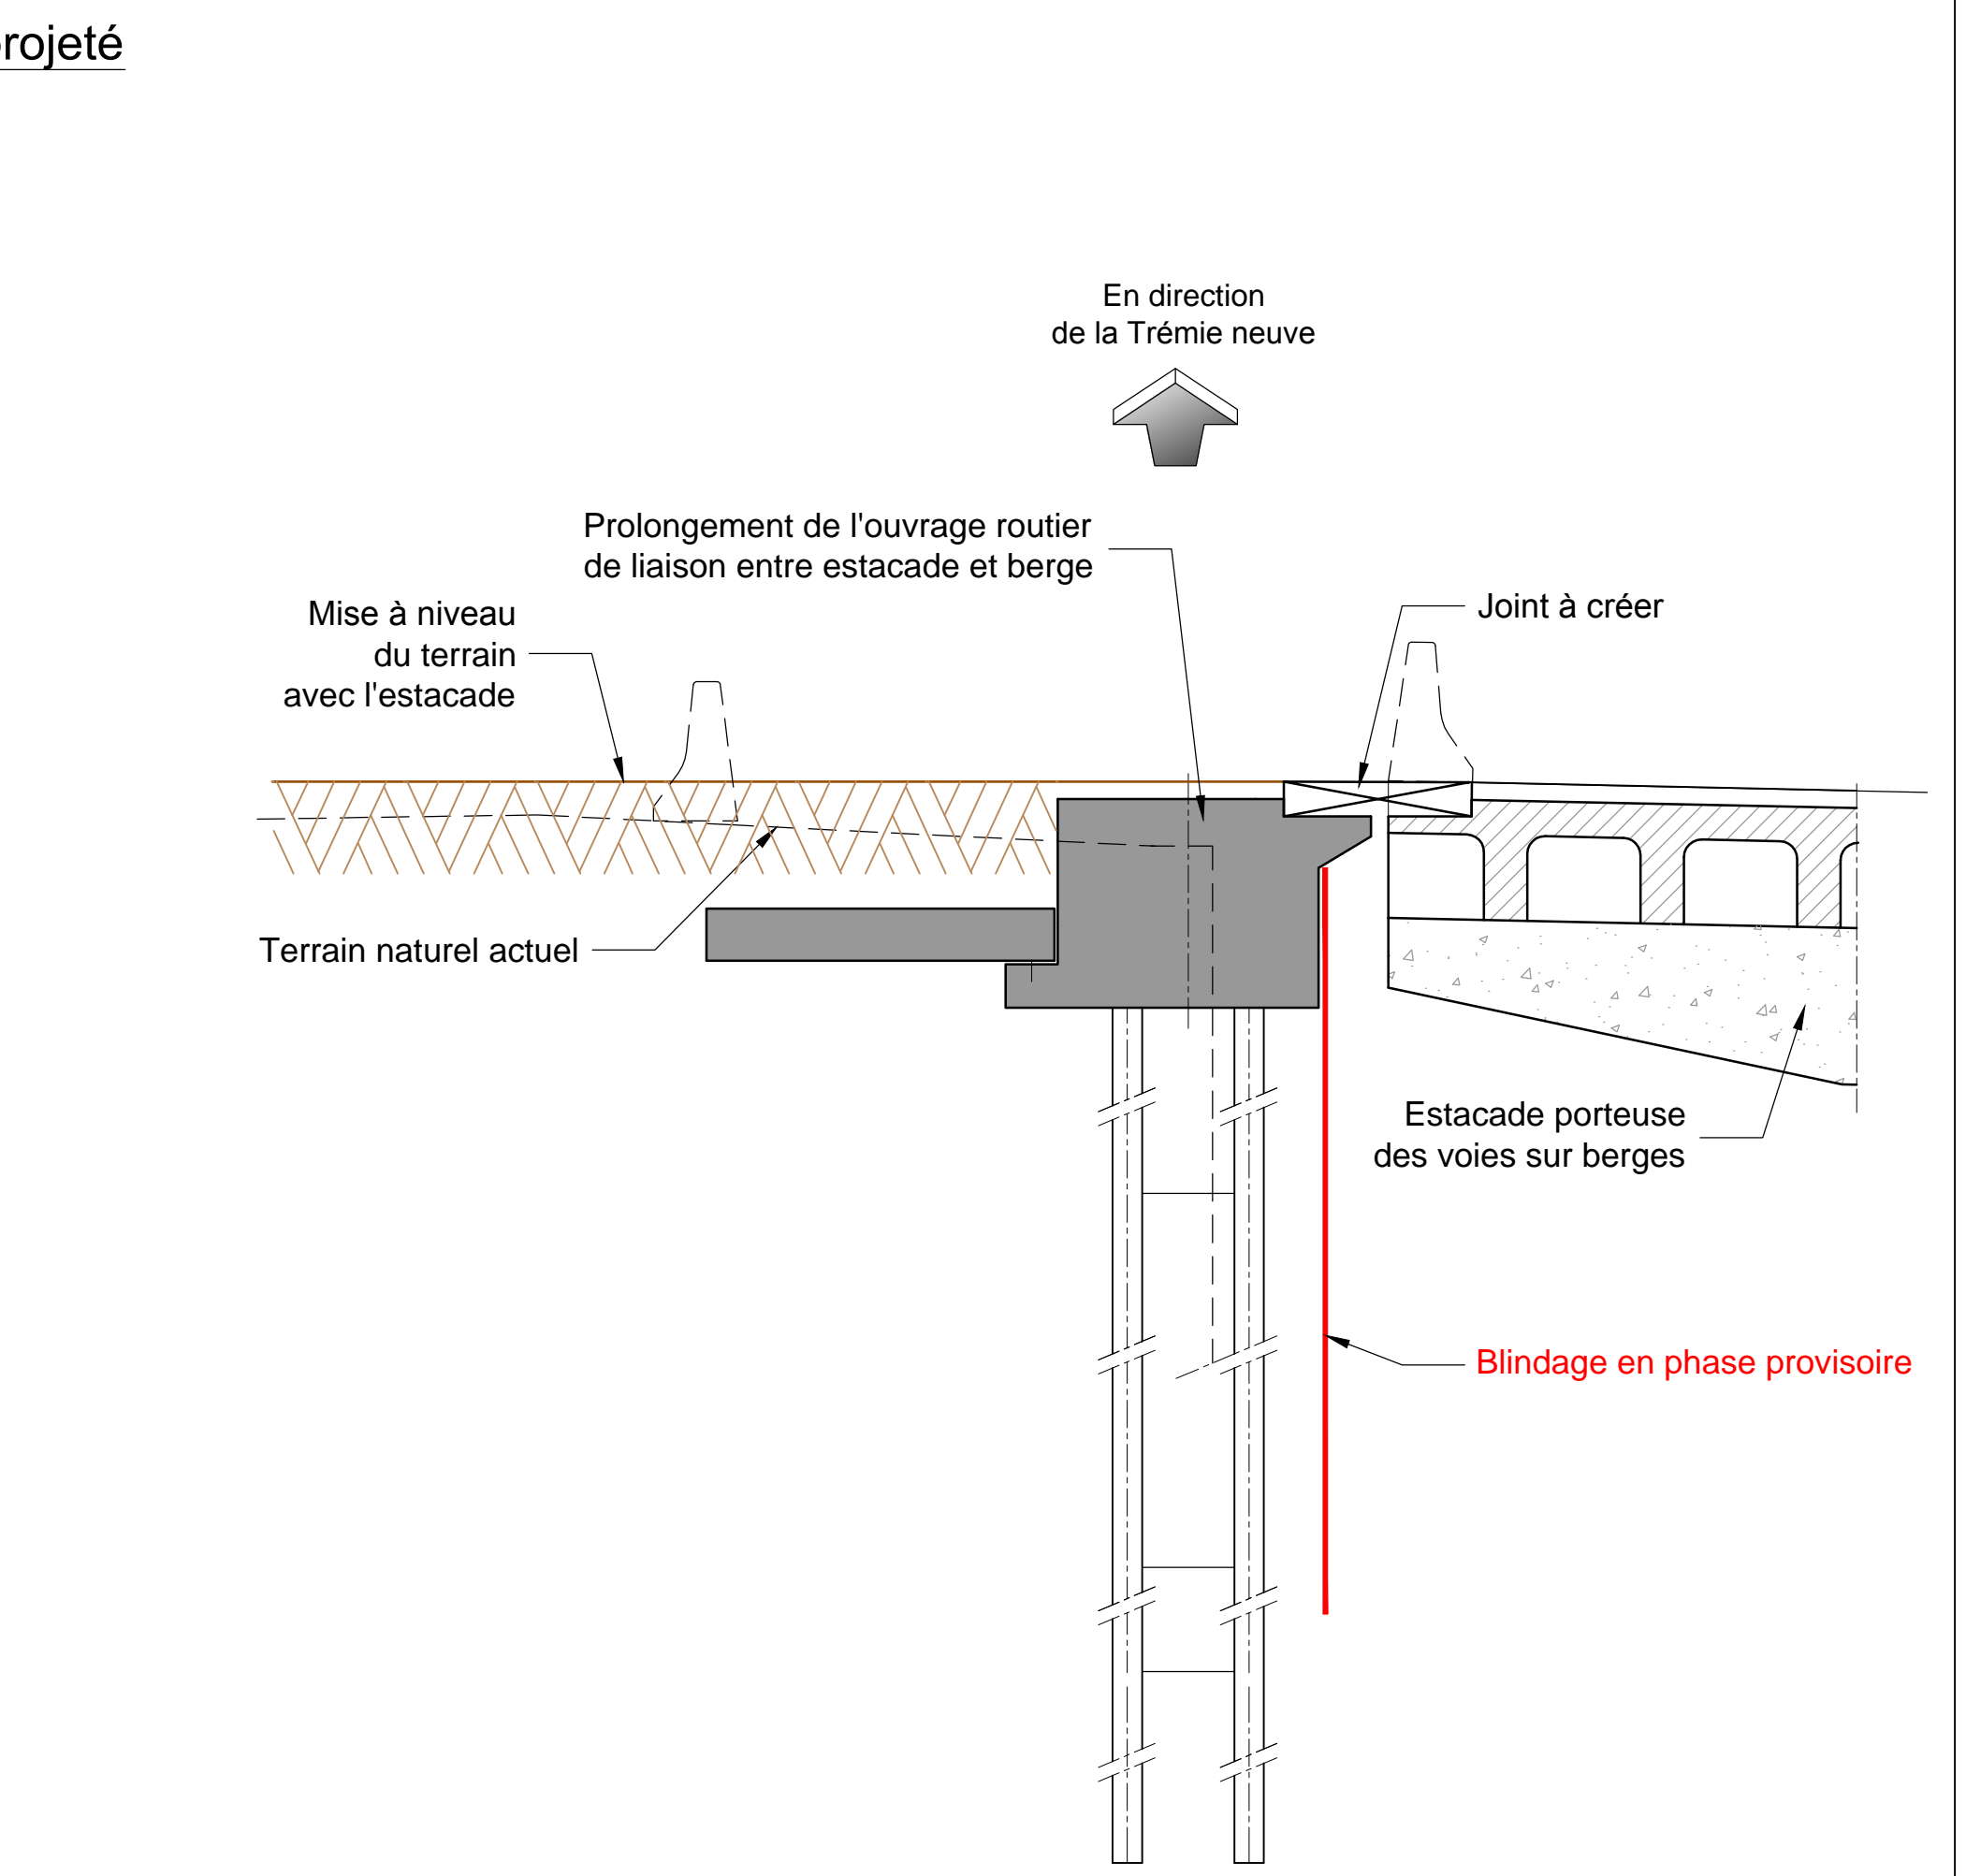 rojeté
En direction
de la Trémie neuve
Prolongement de l'ouvrage routier
de liaison entre estacade et berge
Joint à créer
Mise à niveau
du terrain
avec l'estacade
Terrain naturel actuel
Estacade porteuse
des voies sur berges
Blindage en phase provisoire